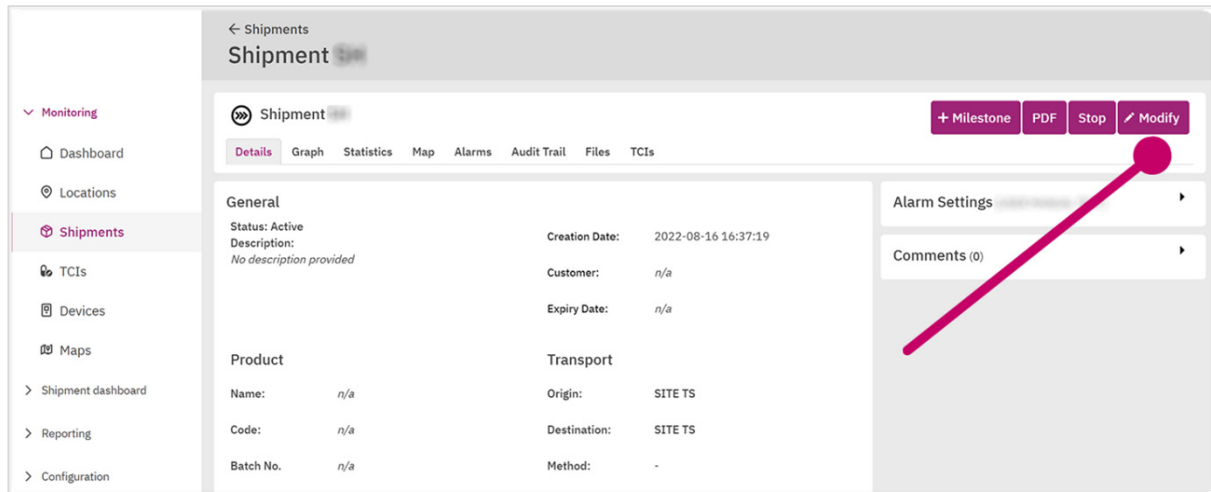 ← Shipments
Shipment
Monitoring
Dashboard
Locations
Shipments
TCIs
Devices
Maps
Shipment dashboard
Reporting
Configuration
Shipment
+ Milestone PDF Stop Modify
Details Graph Statistics Map Alarms Audit Trail Files TCIs
General
Status: Active
Description:
No description provided
Creation Date: 2022-08-16 16:37:19
Customer: n/a
Expiry Date: n/a
Product
Name: n/a
Code: n/a
Batch No. n/a
Transport
Origin: SITE TS
Destination: SITE TS
Method: -
Alarm Settings
Comments (0)